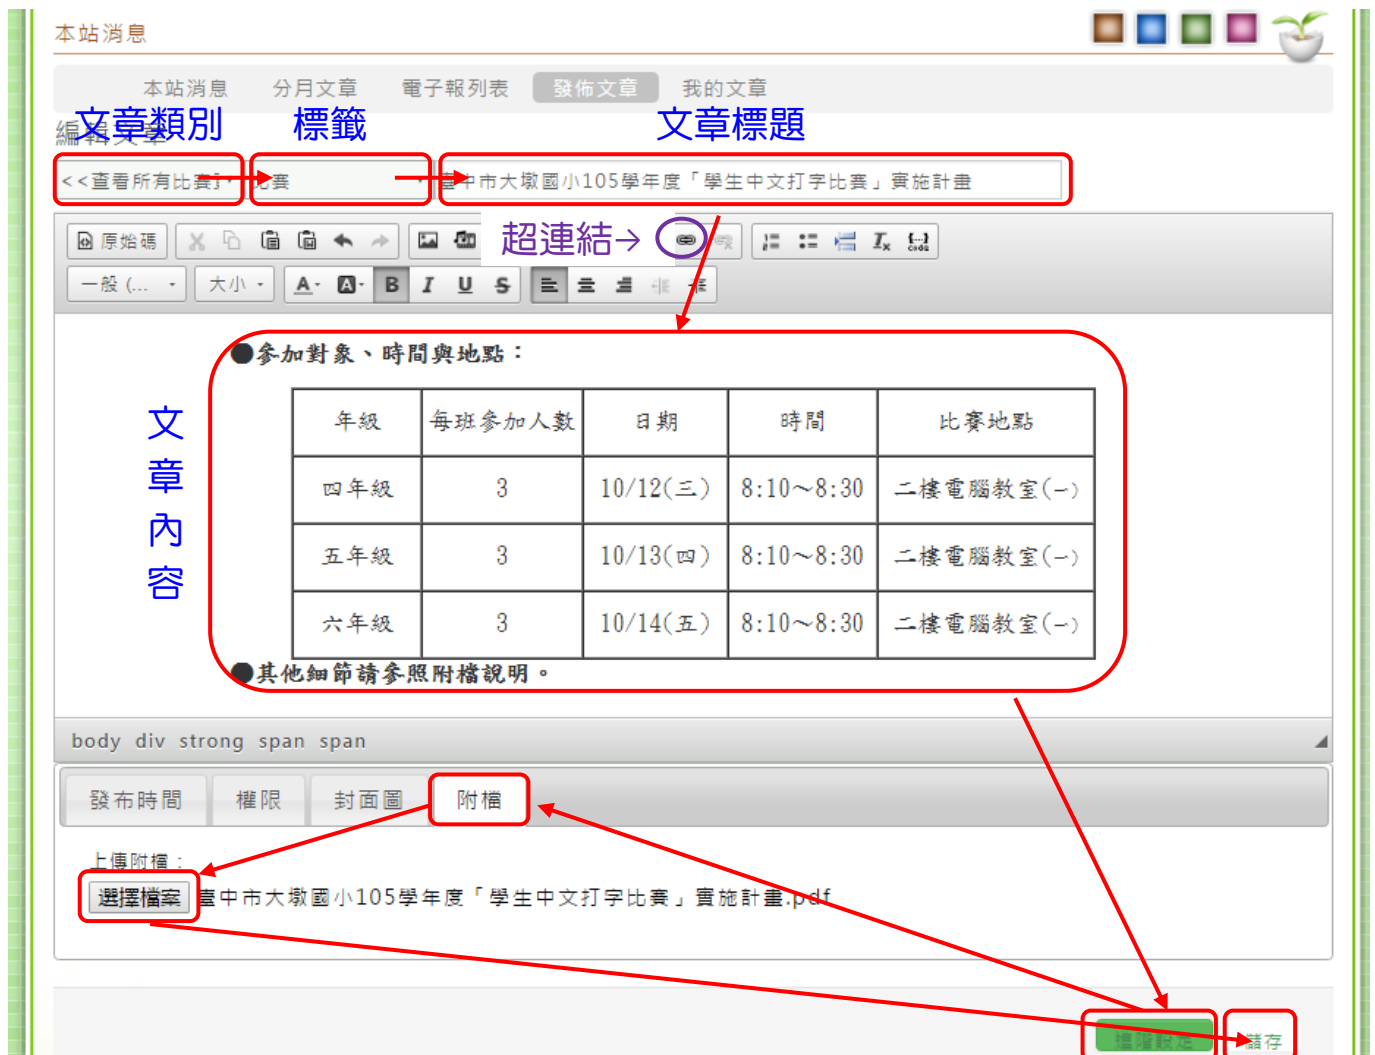 本站消息
本站消息 分月文章 電子報列表 發佈文章 我的文章
文章類別 標籤 文章標題
編輯文章
<<查看所有比賽 比賽 臺中市大墩國小105學年度「學生中文打字比賽」實施計畫
原始碼 超連結→
一般 (... 大小 A A B I U S
●參加對象、時間與地點：
年級 每班參加人數 日期 時間 比賽地點
四年級 3 10/12(三) 8:10～8:30 二樓電腦教室(一)
五年級 3 10/13(四) 8:10～8:30 二樓電腦教室(一)
六年級 3 10/14(五) 8:10～8:30 二樓電腦教室(一)
●其他細節請參照附檔說明。
文章內容
body div strong span span
發布時間 權限 封面圖 附檔
上傳附檔：
選擇檔案 臺中市大墩國小105學年度「學生中文打字比賽」實施計畫.pdf
進階設定 儲存